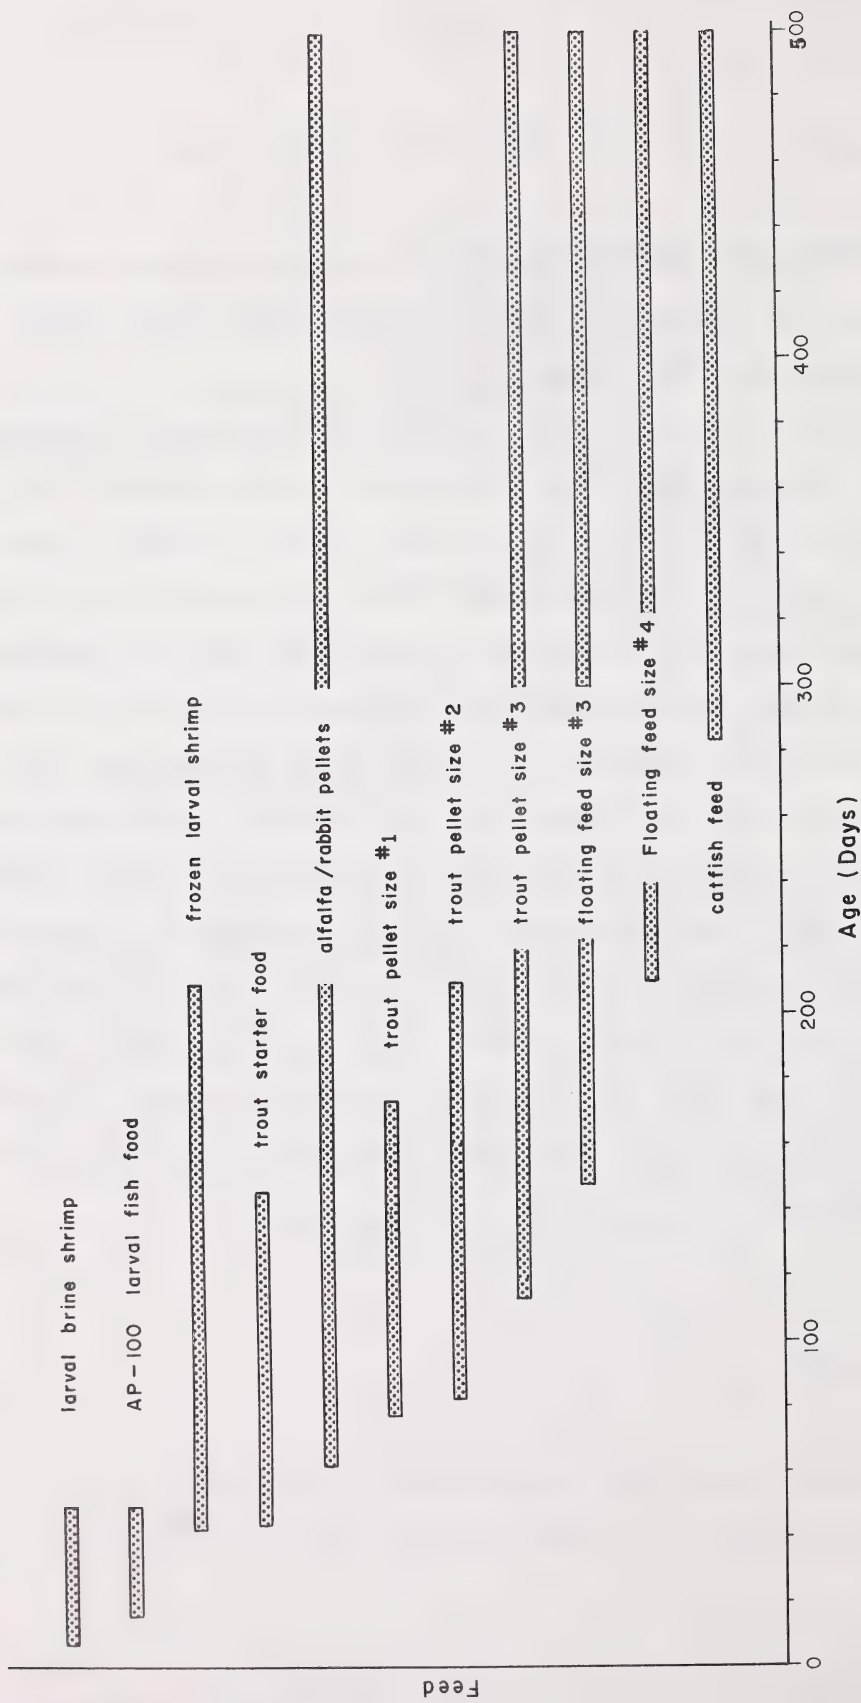 larval brine shrimp
AP-100 larval fish food
frozen larval shrimp
trout starter food
alfalfa/rabbit pellets
trout pellet size #1
trout pellet size #2
trout pellet size #3
floating feed size #3
Floating feed size #4
catfish feed
Feed
0
100
200
300
400
500
Age (Days)